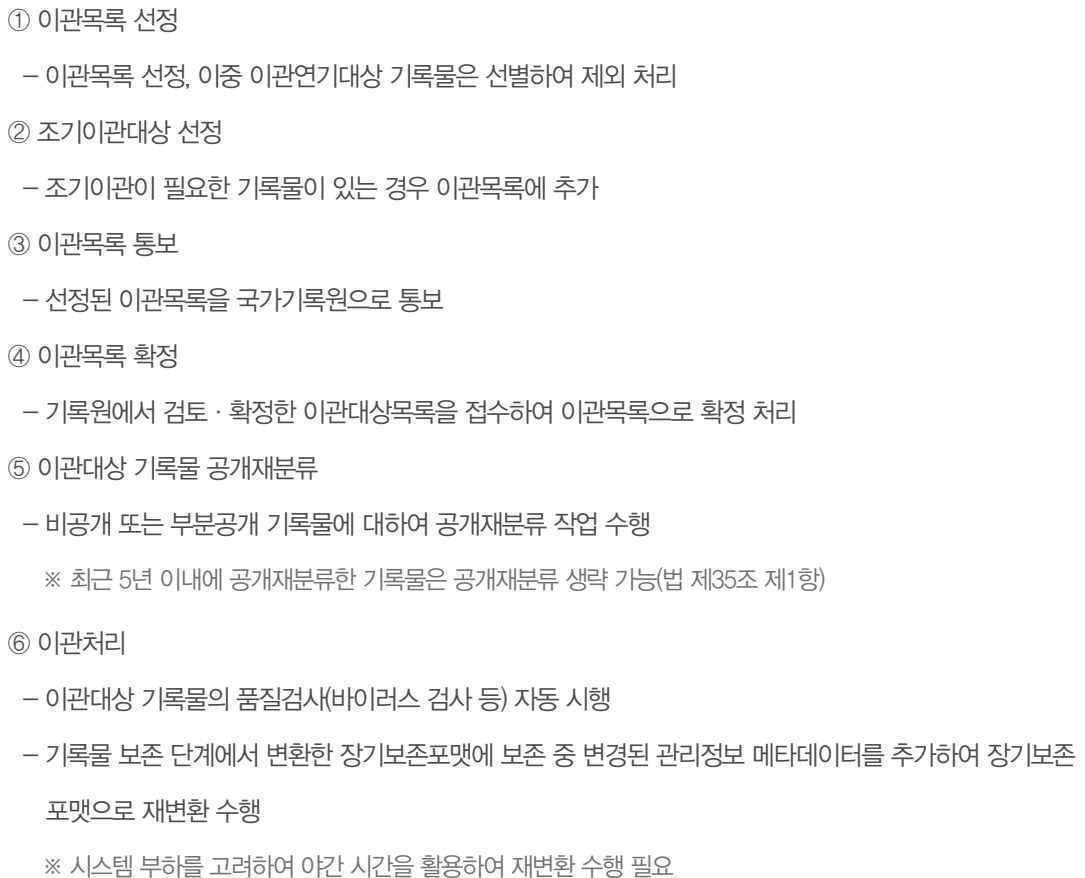 ① 이관목록 선정
– 이관목록 선정, 이중 이관연기대상 기록물은 선별하여 제외 처리
② 조기이관대상 선정
– 조기이관이 필요한 기록물이 있는 경우 이관목록에 추가
③ 이관목록 통보
– 선정된 이관목록을 국가기록원으로 통보
④ 이관목록 확정
– 기록원에서 검토 · 확정한 이관대상목록을 접수하여 이관목록으로 확정 처리
⑤ 이관대상 기록물 공개재분류
– 비공개 또는 부분공개 기록물에 대하여 공개재분류 작업 수행
※ 최근 5년 이내에 공개재분류한 기록물은 공개재분류 생략 가능(법 제35조 제1항)
⑥ 이관처리
– 이관대상 기록물의 품질검사(바이러스 검사 등) 자동 시행
– 기록물 보존 단계에서 변환한 장기보존포맷에 보존 중 변경된 관리정보 메타데이터를 추가하여 장기보존
포맷으로 재변환 수행
※ 시스템 부하를 고려하여 야간 시간을 활용하여 재변환 수행 필요